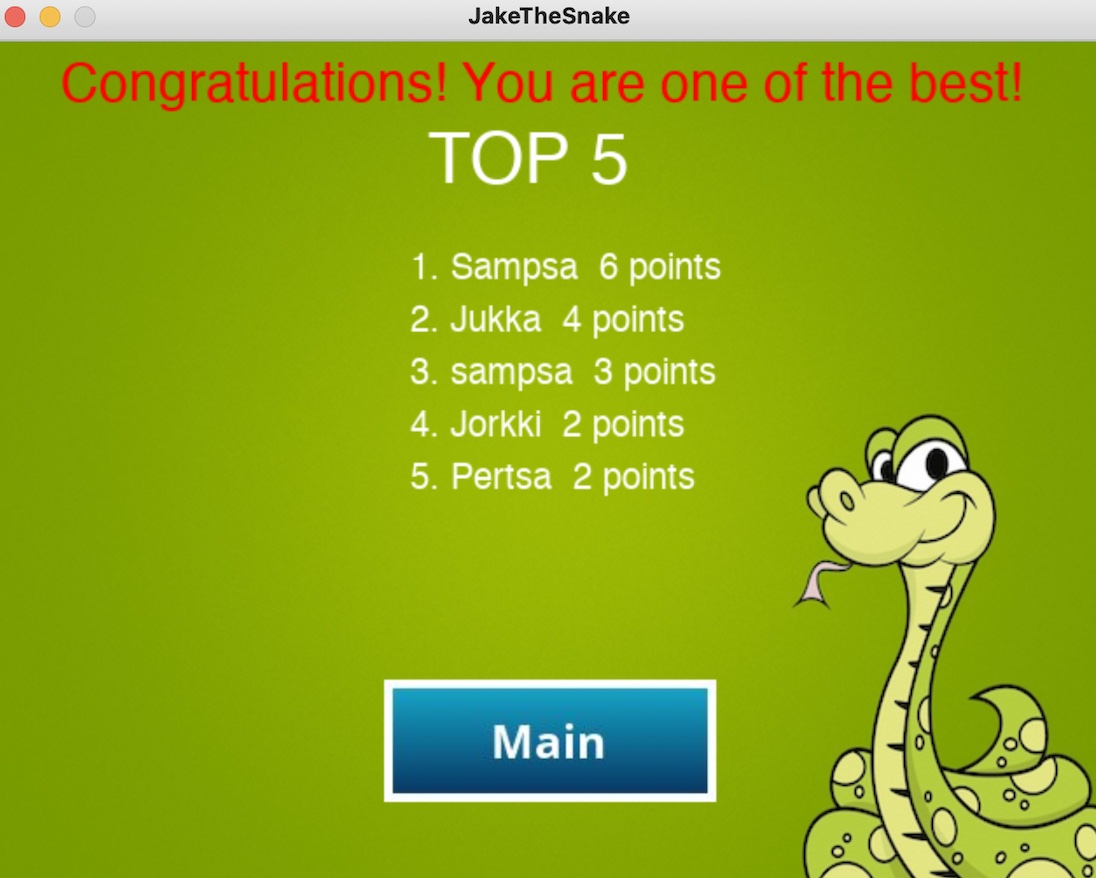 JakeTheSnake
Congratulations! You are one of the best!
TOP 5
1. Sampsa  6 points
2. Jukka  4 points
3. sampsa  3 points
4. Jorkki  2 points
5. Pertsa  2 points
Main